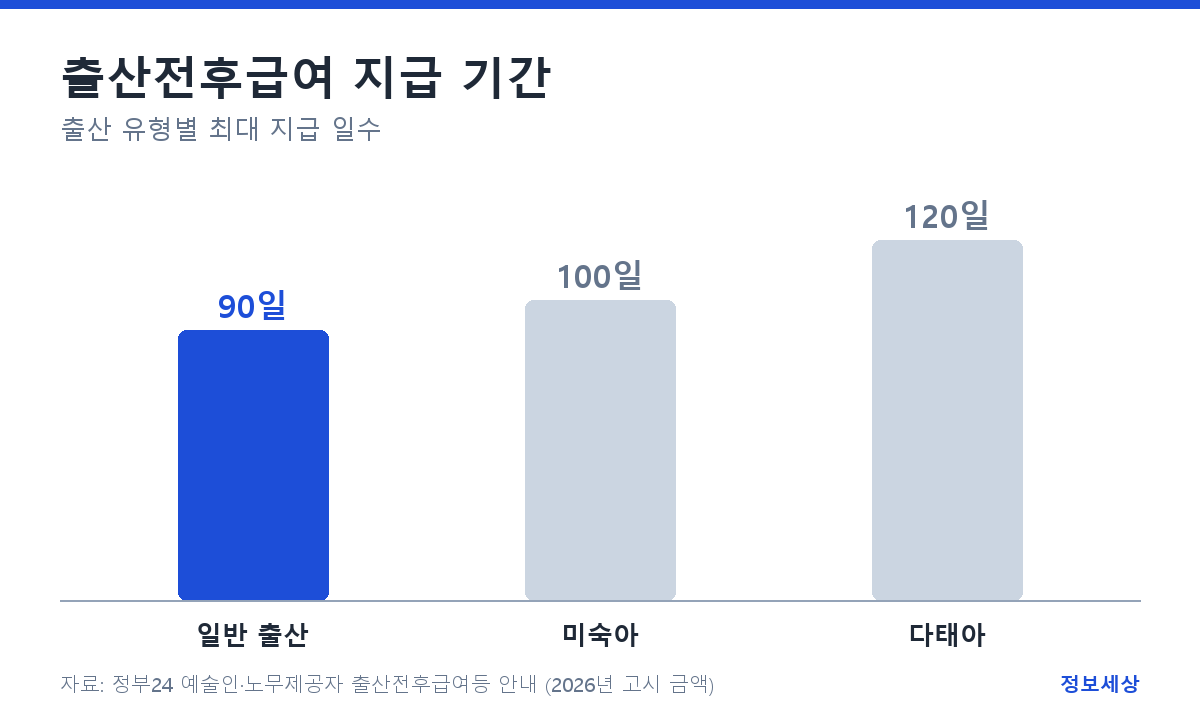 출산전후급여 지급 기간
출산 유형별 최대 지급 일수
90일
100일
120일
일반 출산
미숙아
다태아
자료: 정부24 예술인·노무제공자 출산전후급여등 안내 (2026년 고시 금액)
정보세상